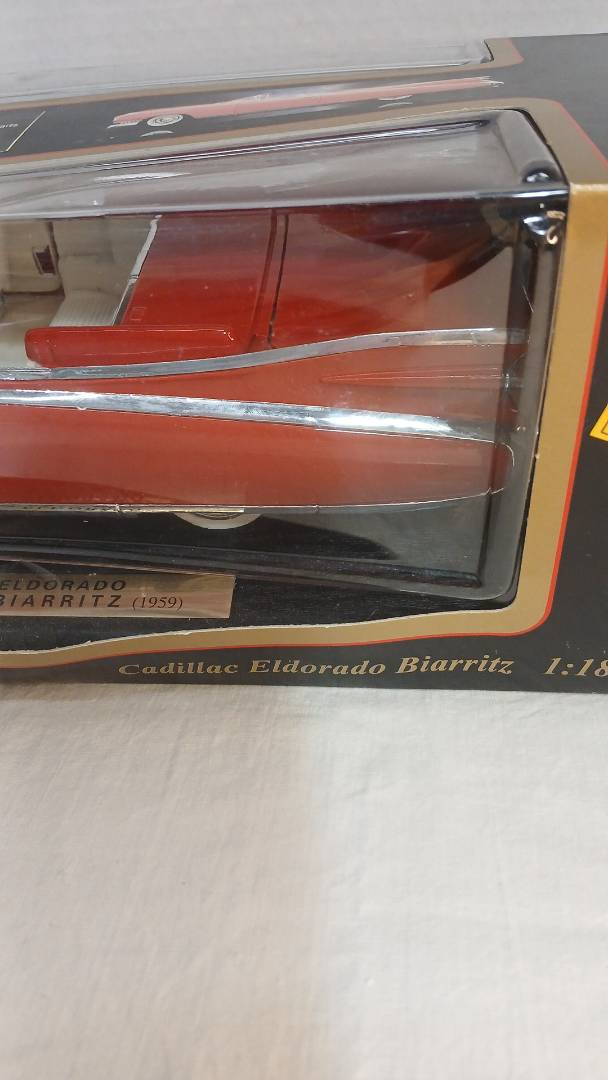 ELDORADO
BIARRITZ (1959)
Cadillac Eldorado Biarritz 1:18